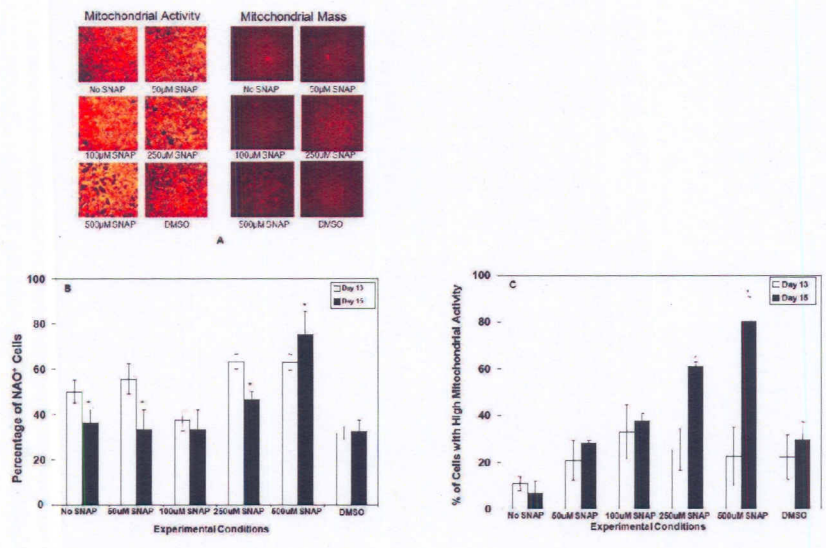 Mitochondrial Activity Mitochondrial Mass
No SNAP 50µM SNAP No SNAP 50µM SNAP
100µM SNAP 250uM SNAP 100uM SNAP 250uM SNAP
500µM SNAP DMSO 500µM SNAP DMSO
A
B
Day 13
Day 15
100
80
60
40
20
0
Percentage of NAO⁺ Cells
No SNAP 50uM SNAP 100uM SNAP 250uM SNAP 500uM SNAP DMSO
Experimental Conditions
C
Day 13
Day 15
100
80
60
40
20
0
% of Cells with High Mitochondrial Activity
No SNAP 50uM SNAP 100uM SNAP 250uM SNAP 500uM SNAP DMSO
Experimental Conditions